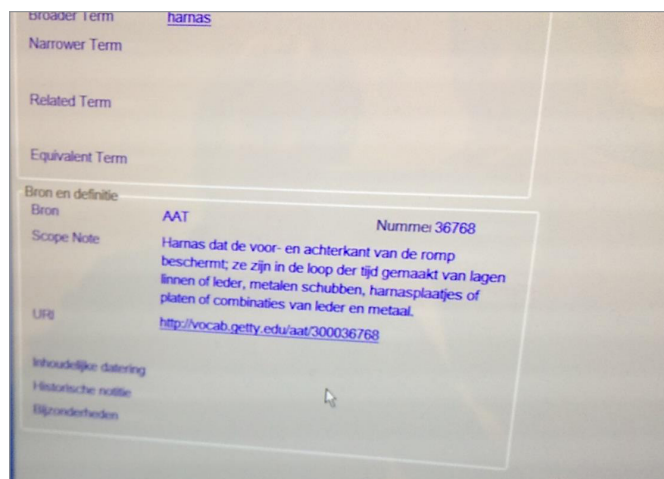 Broader Term harnas
Narrower Term
Related Term
Equivalent Term
Bron en definitie
Bron AAT Nummer 36768
Scope Note Harnas dat de voor- en achterkant van de romp
beschermt; ze zijn in de loop der tijd gemaakt van lagen
linnen of leder, metalen schubben, harnasplaatjes of
platen of combinaties van leder en metaal.
URI http://vocab.getty.edu/aat/300036768
Inhoudelijke datering
Historische notitie
Bijzonderheden